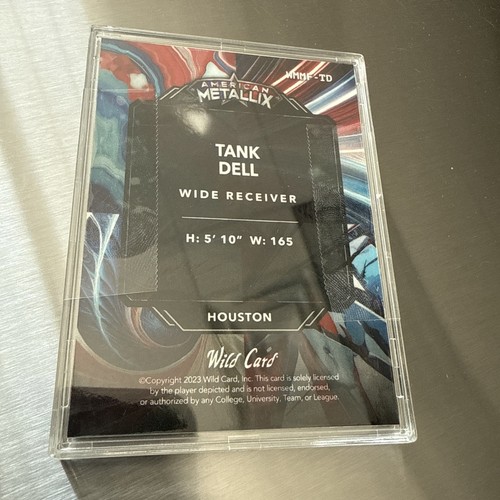 WMMF-TD
AMERICAN
METALLIX
TANK
DELL
WIDE RECEIVER
H: 5' 10" W: 165
HOUSTON
Wild Card
©Copyright 2023 Wild Card, Inc. This card is solely licensed
by the player depicted and is not licensed, endorsed,
or authorized by any College, University, Team, or League.